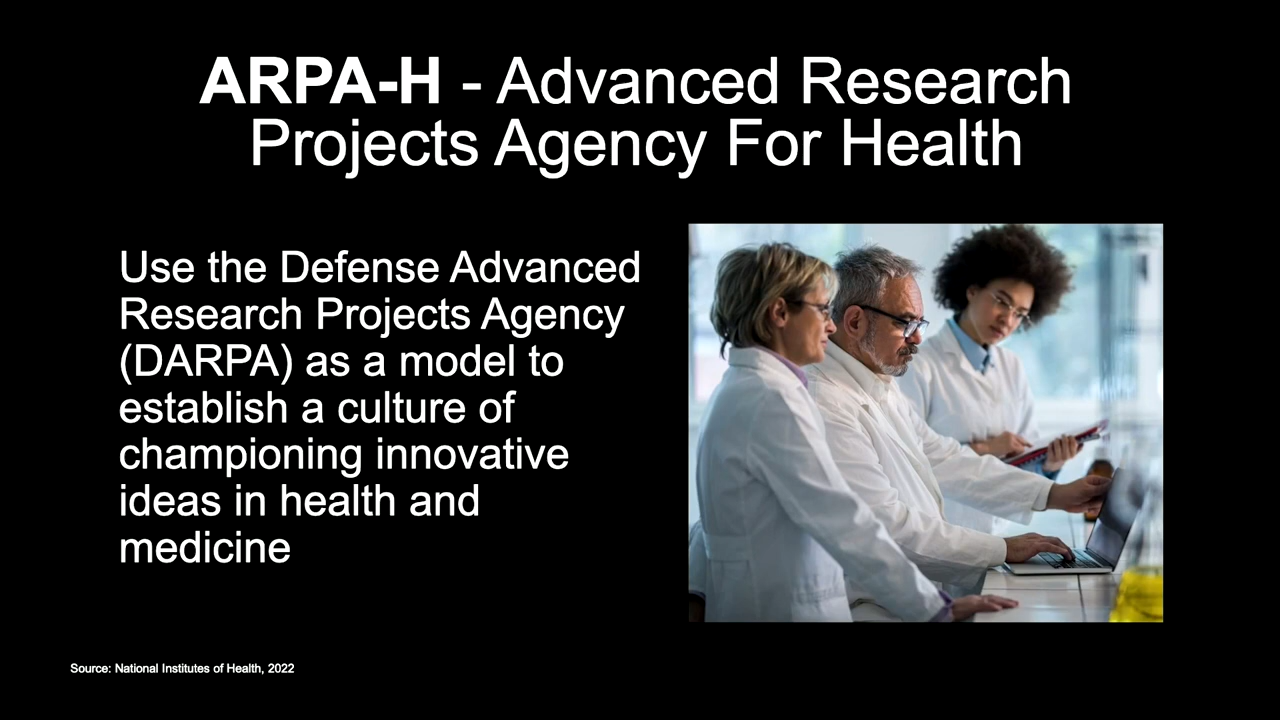 ARPA-H - Advanced Research
Projects Agency For Health
Use the Defense Advanced
Research Projects Agency
(DARPA) as a model to
establish a culture of
championing innovative
ideas in health and
medicine
Source: National Institutes of Health, 2022